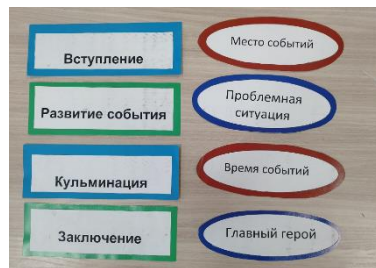 Вступление
Развитие события
Кульминация
Заключение
Место событий
Проблемная
ситуация
Время событий
Главный герой